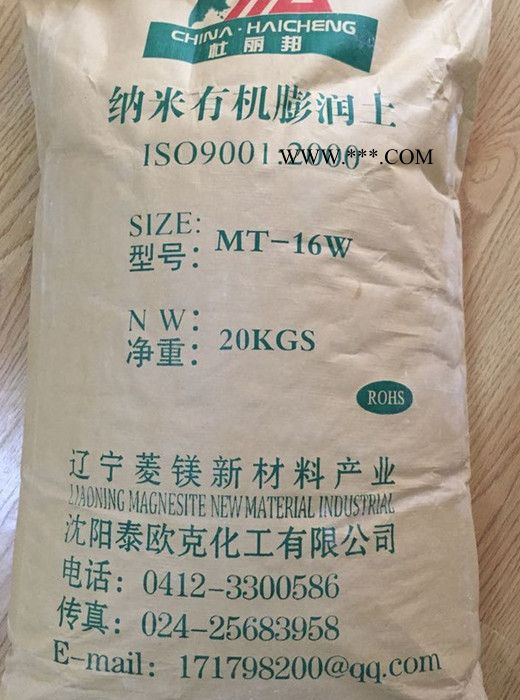 CHINA·HAICHENG
杜丽邦
纳米有机膨润土
ISO9001:2000
WWW.***.COM
SIZE:
型号: MT-16W
N W:
净重: 20KGS
ROHS
辽宁菱镁新材料产业
LIAONING MAGNESITE NEW MATERIAL INDUSTRIAL
沈阳泰欧克化工有限公司
电话: 0412-3300586
传真: 024-25683958
E-mail: 171798200@qq.com